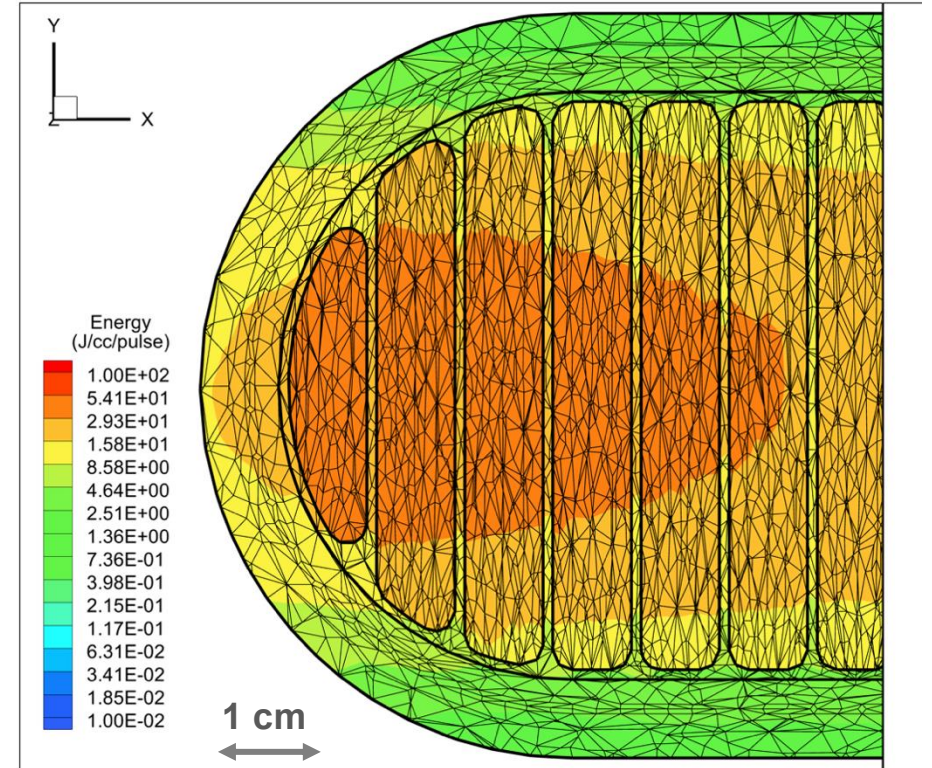 Y
Z
X
Energy
(J/cc/pulse)
1.00E+02
5.41E+01
2.93E+01
1.58E+01
8.58E+00
4.64E+00
2.51E+00
1.36E+00
7.36E-01
3.98E-01
2.15E-01
1.17E-01
6.31E-02
3.41E-02
1.85E-02
1.00E-02
1 cm